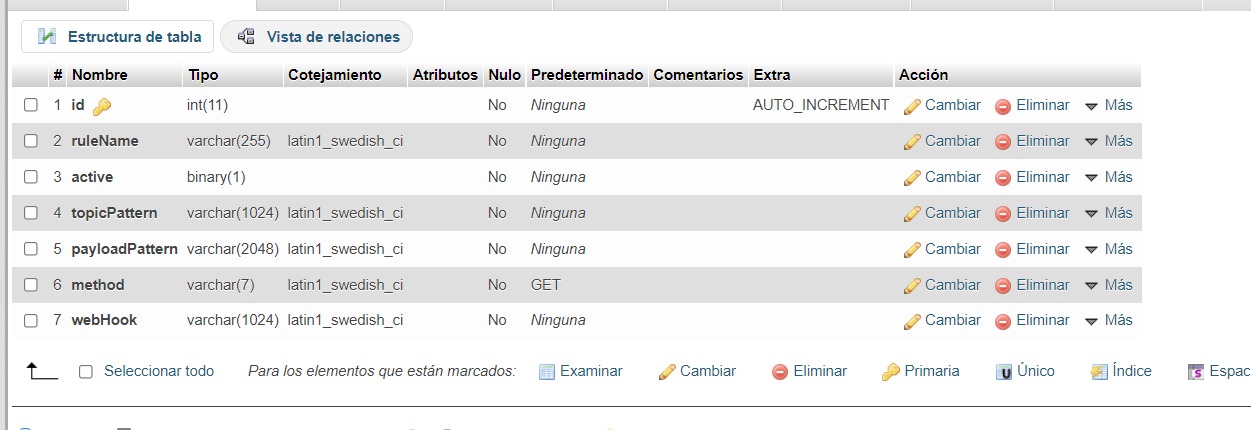 Estructura de tabla Vista de relaciones
# Nombre Tipo Cotejamiento Atributos Nulo Predeterminado Comentarios Extra Acción
1 id int(11) No Ninguna AUTO_INCREMENT Cambiar Eliminar Más
2 ruleName varchar(255) latin1_swedish_ci No Ninguna Cambiar Eliminar Más
3 active binary(1) No Ninguna Cambiar Eliminar Más
4 topicPattern varchar(1024) latin1_swedish_ci No Ninguna Cambiar Eliminar Más
5 payloadPattern varchar(2048) latin1_swedish_ci No Ninguna Cambiar Eliminar Más
6 method varchar(7) latin1_swedish_ci No GET Cambiar Eliminar Más
7 webHook varchar(1024) latin1_swedish_ci No Ninguna Cambiar Eliminar Más
Seleccionar todo Para los elementos que están marcados: Examinar Cambiar Eliminar Primaria Único Índice Espac